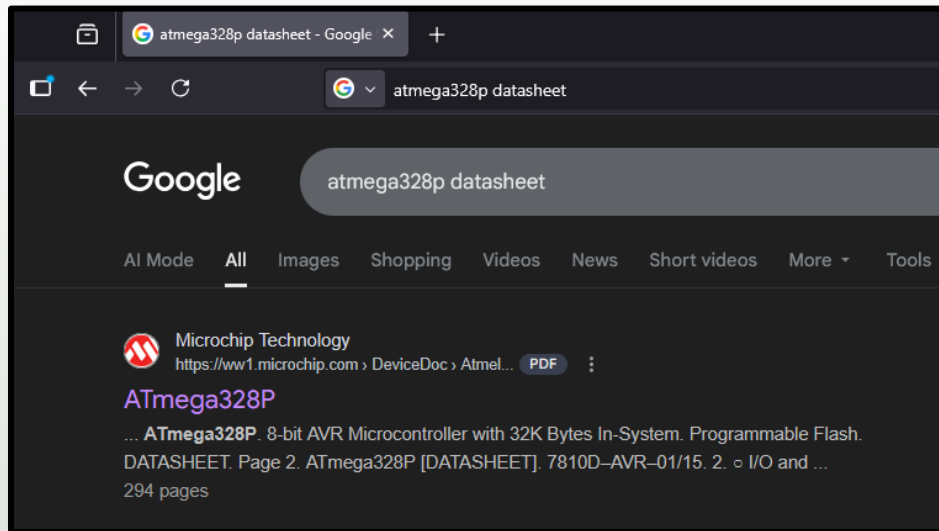 atmega328p datasheet - Google
atmega328p datasheet
Google
atmega328p datasheet
AI Mode All Images Shopping Videos News Short videos More Tools
Microchip Technology
https://ww1.microchip.com › DeviceDoc › Atmel... PDF
ATmega328P
... ATmega328P. 8-bit AVR Microcontroller with 32K Bytes In-System. Programmable Flash.
DATASHEET. Page 2. ATmega328P [DATASHEET]. 7810D–AVR–01/15. 2. ○ I/O and ...
294 pages